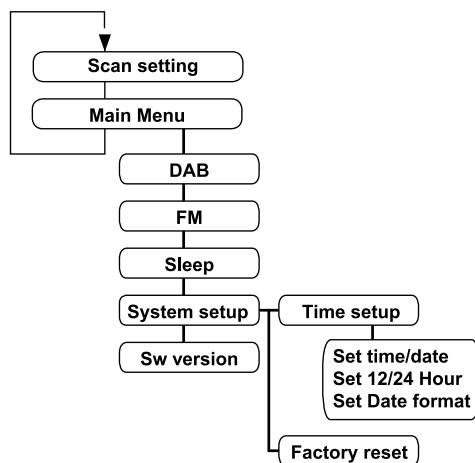 Scan setting
Main Menu
DAB
FM
Sleep
System setup
Time setup
Sw version
Set time/date
Set 12/24 Hour
Set Date format
Factory reset